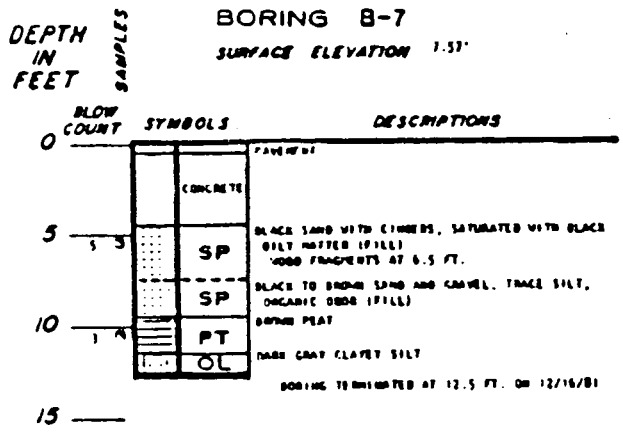 BORING B-7
SURFACE ELEVATION 7.57'
DEPTH
IN
FEET
SAMPLES
BLOW
COUNT
SYMBOLS
DESCRIPTIONS
0
PAVEMENT
CONCRETE
5
5
SP
BLACK SAND WITH CINDERS, SATURATED WITH BLACK
MATTER (FILL)
WOOD FRAGMENTS AT 6.5 FT.
SP
BLACK TO BROWN SAND AND GRAVEL, TRACE SILT,
ORGANIC ODOR (FILL)
10
1
PT
BROWN PEAT
OL
DARK GRAY CLAYEY SILT
BORING TERMINATED AT 12.5 FT. ON 12/16/81
15